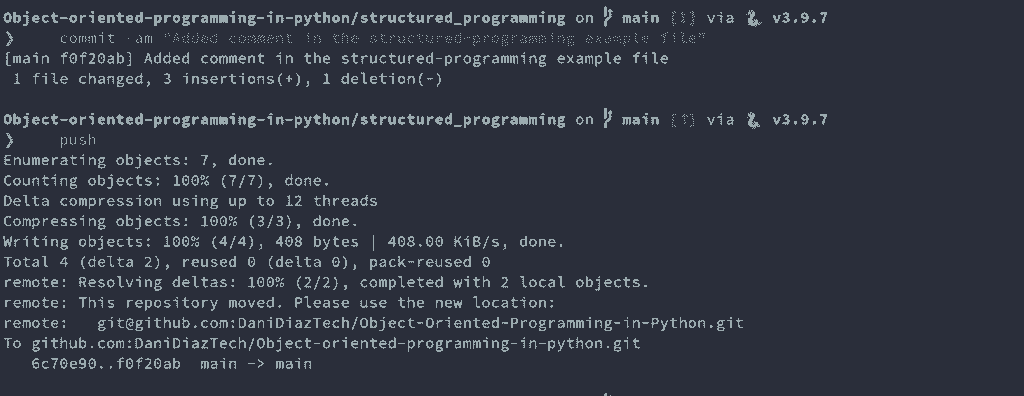 Object-oriented-programming-in-python/structured_programming on main [!] via v3.9.7
❯ commit -am "Added comment in the structured-programming example file"
[main f0f20ab] Added comment in the structured-programming example file
1 file changed, 3 insertions(+), 1 deletion(-)
Object-oriented-programming-in-python/structured_programming on main [⇡] via v3.9.7
❯ push
Enumerating objects: 7, done.
Counting objects: 100% (7/7), done.
Delta compression using up to 12 threads
Compressing objects: 100% (3/3), done.
Writing objects: 100% (4/4), 408 bytes | 408.00 KiB/s, done.
Total 4 (delta 2), reused 0 (delta 0), pack-reused 0
remote: Resolving deltas: 100% (2/2), completed with 2 local objects.
remote: This repository moved. Please use the new location:
remote:   git@github.com:DaniDiazTech/Object-Oriented-Programming-in-Python.git
To github.com:DaniDiazTech/Object-oriented-programming-in-python.git
   6c70e90..f0f20ab  main -> main